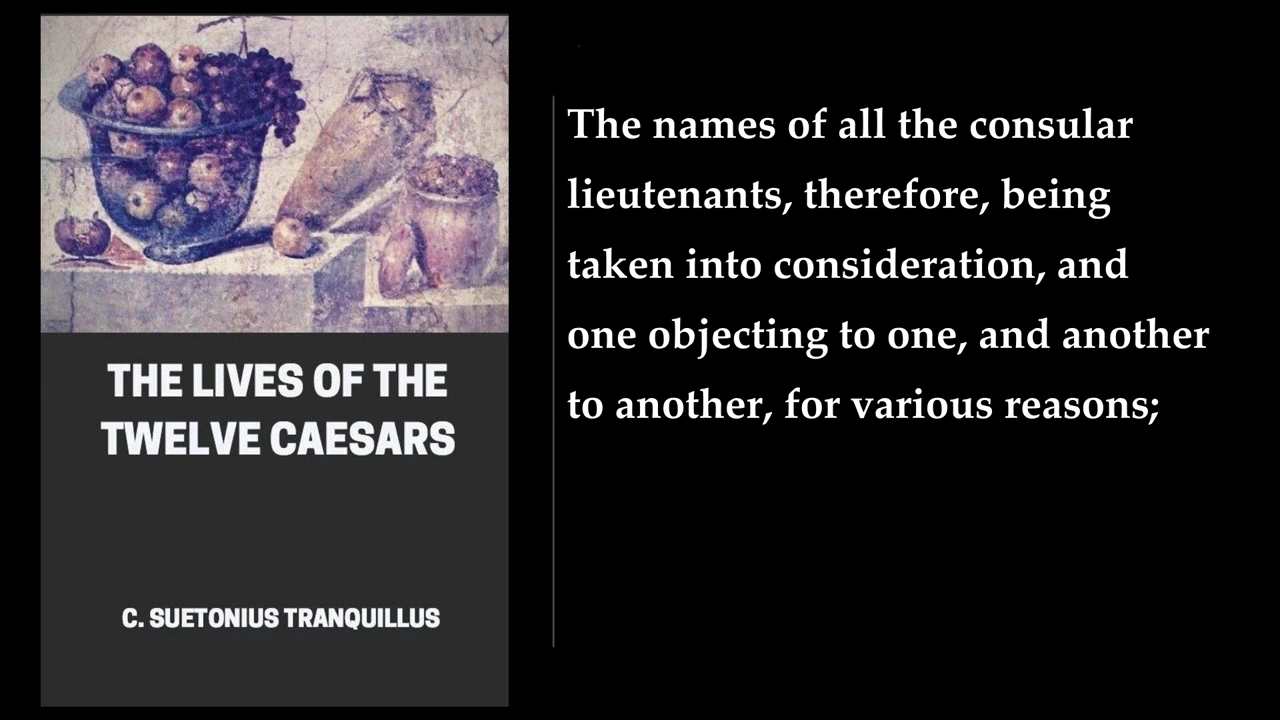 THE LIVES OF THE
TWELVE CAESARS
C. SUETONIUS TRANQUILLUS
The names of all the consular
lieutenants, therefore, being
taken into consideration, and
one objecting to one, and another
to another, for various reasons;